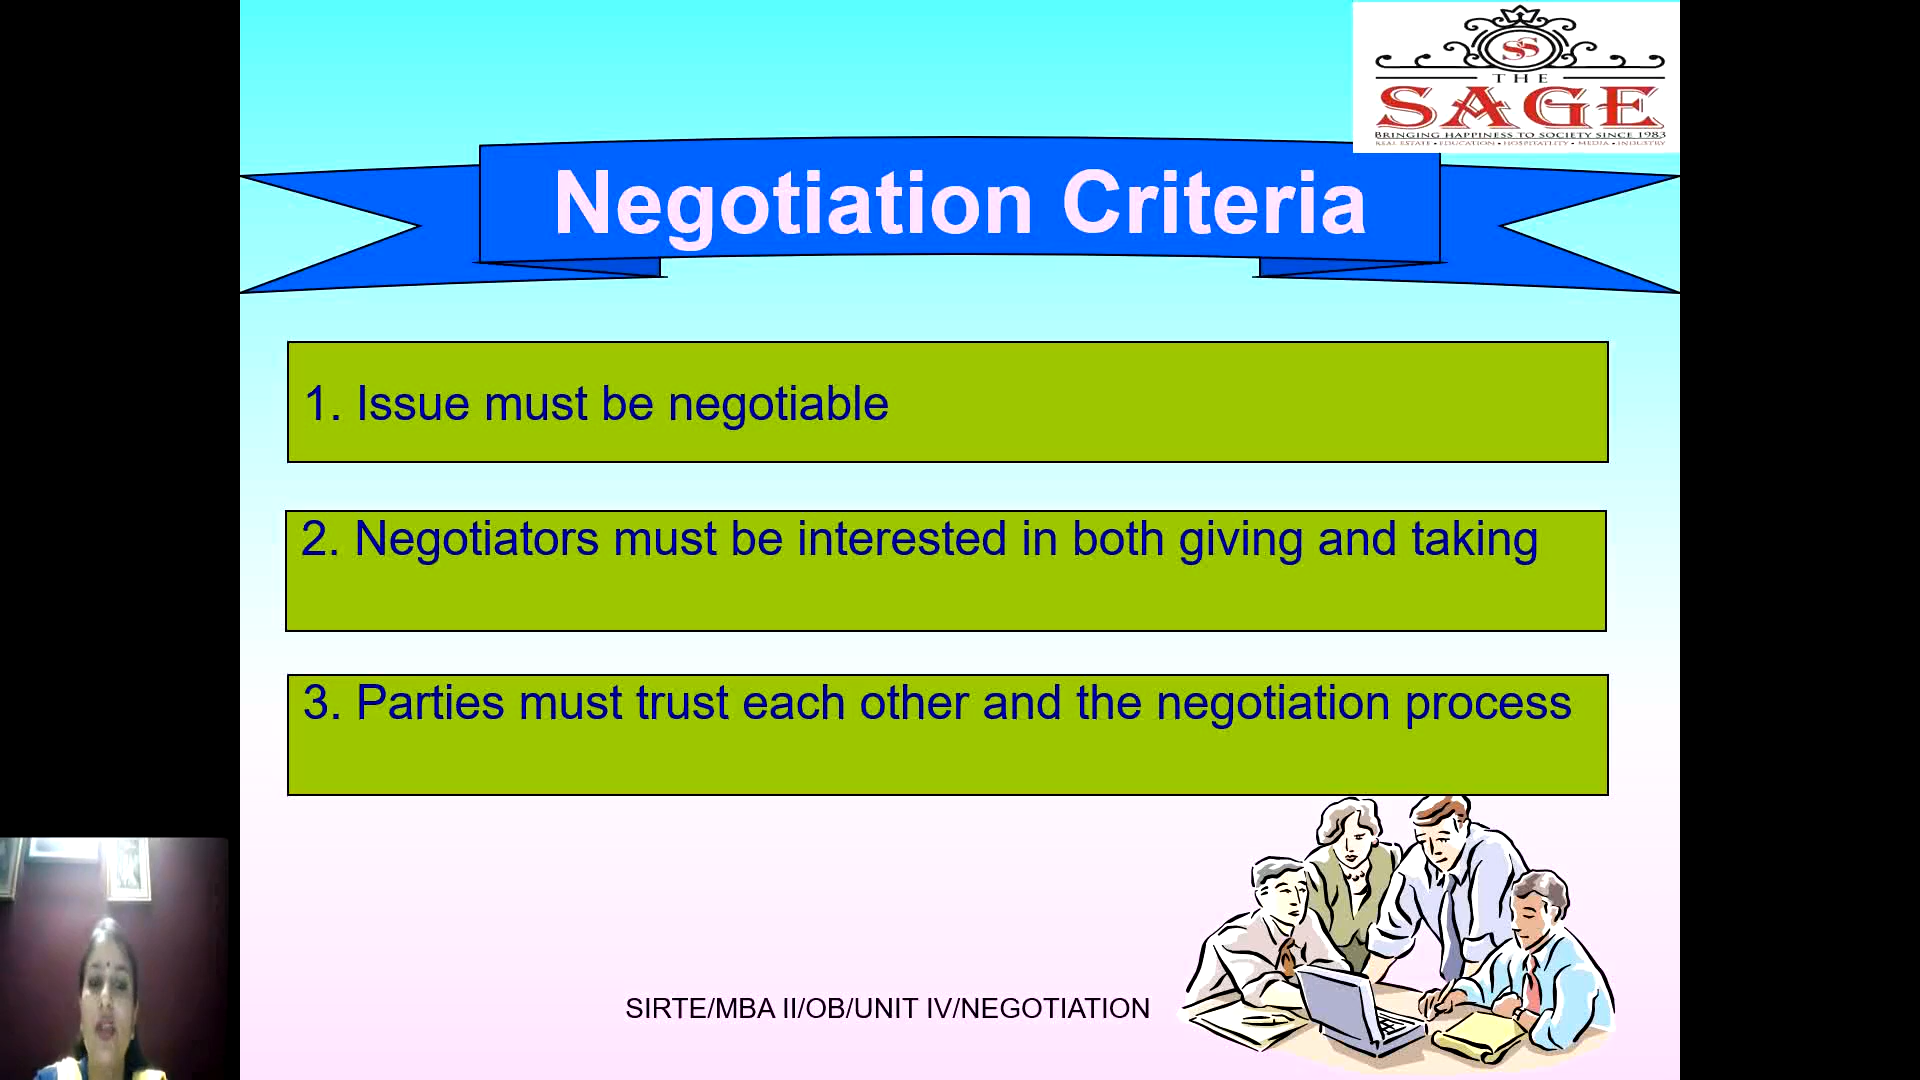 SS
THE
SAGE
BRINGING HAPPINESS TO SOCIETY SINCE 1983
REAL ESTATE • EDUCATION • HOSPITATLITY • MEDIA • INDUSTRY
Negotiation Criteria
1. Issue must be negotiable
2. Negotiators must be interested in both giving and taking
3. Parties must trust each other and the negotiation process
SIRTE/MBA II/OB/UNIT IV/NEGOTIATION